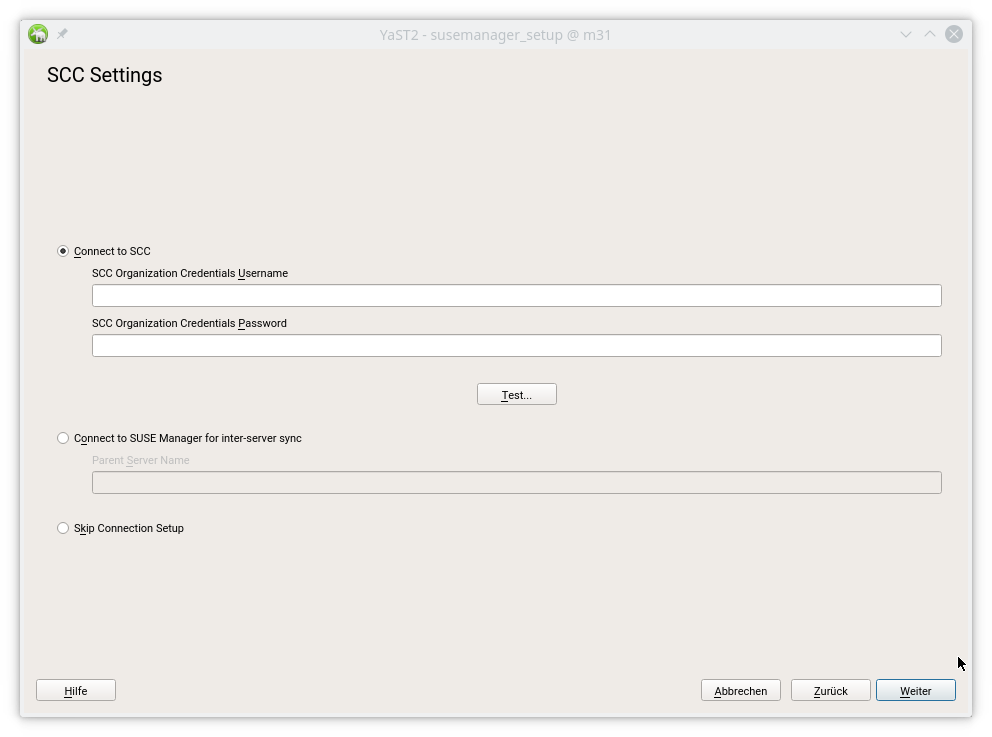 YaST2 - susemanager_setup @ m31
SCC Settings
Connect to SCC
SCC Organization Credentials Username
SCC Organization Credentials Password
Test...
Connect to SUSE Manager for inter-server sync
Parent Server Name
Skip Connection Setup
Hilfe
Abbrechen
Zurück
Weiter